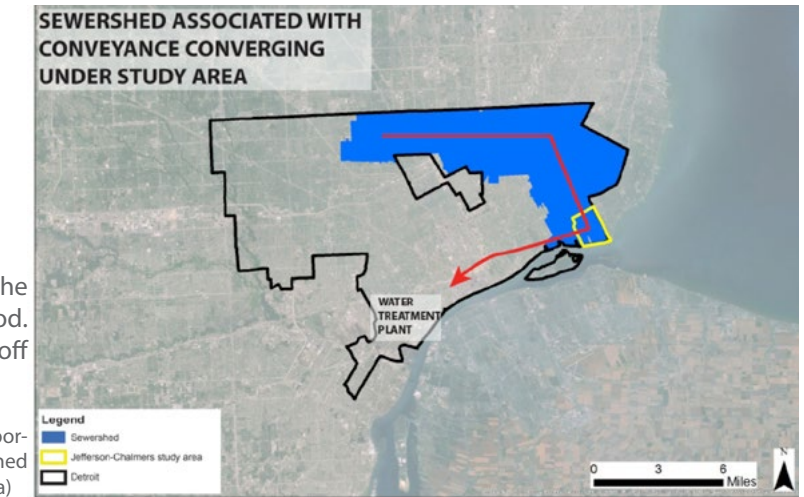 SEWERSHED ASSOCIATED WITH
CONVEYANCE CONVERGING
UNDER STUDY AREA
he
od.
off
por-
hed
a)
WATER
TREATMENT
PLANT
Legend
Sewershed
Jefferson-Chalmers study area
Detroit
N
0 3 6
Miles